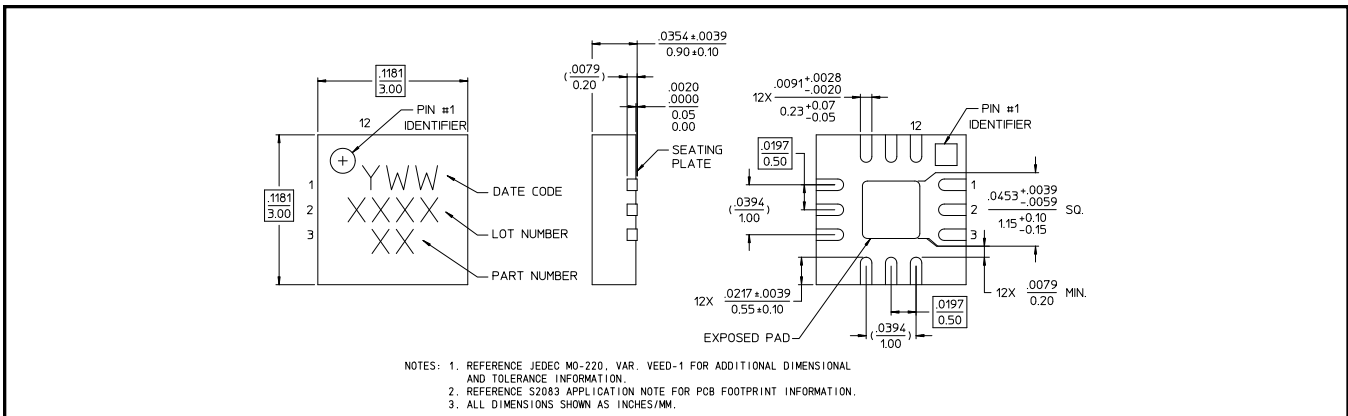 .1181
3.00
12
PIN #1
IDENTIFIER
.1181
3.00
1
2
3
YWW
XXXX
XX
DATE CODE
LOT NUMBER
PART NUMBER
.0354±.0039
0.90±0.10
(.0079
0.20)
.0020
.0000
0.05
0.00
SEATING
PLATE
12X .0091+.0028
-.0020
0.23+0.07
-0.05
12
PIN #1
IDENTIFIER
.0197
0.50
(.0394
1.00)
1
2
3
.0453+.0039
-.0059 SQ.
1.15+0.10
-0.15
12X .0217±.0039
0.55±0.10
12X .0079 MIN.
0.20
.0197
0.50
EXPOSED PAD
(.0394
1.00)
NOTES: 1. REFERENCE JEDEC MO-220, VAR. VEED-1 FOR ADDITIONAL DIMENSIONAL
AND TOLERANCE INFORMATION.
2. REFERENCE S2083 APPLICATION NOTE FOR PCB FOOTPRINT INFORMATION.
3. ALL DIMENSIONS SHOWN AS INCHES/MM.